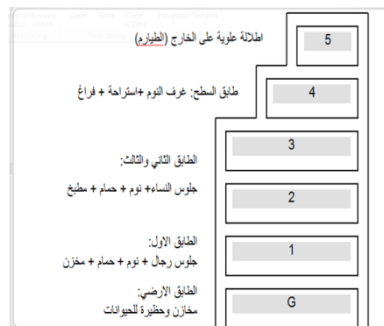 اطلالة علوية على الخارج (الطيارم)
5
طابق السطح: غرف النوم +استراحة + فراغ
4
3
الطابق الثاني والثالث:
جلوس النساء+ نوم + حمام + مطبخ
2
الطابق الاول:
جلوس رجال + نوم + حمام + مخزن
1
الطابق الارضي:
مخازن وحظيرة للحيوانات
G